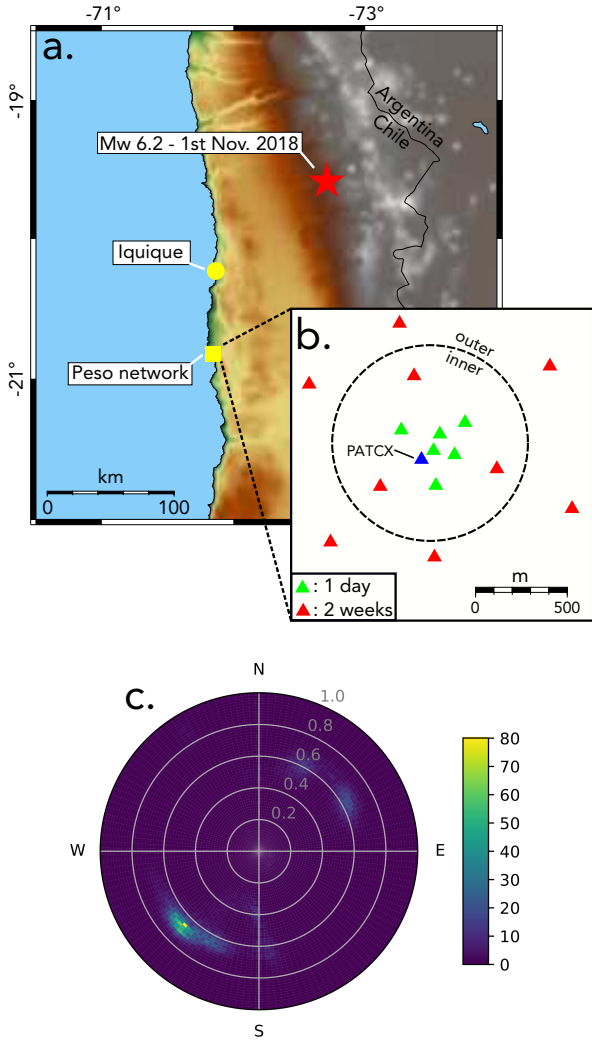 -71°
-73°
a.
-19°
Argentina
Chile
Mw 6.2 - 1st Nov. 2018
Iquique
Peso network
-21°
km
0
100
b.
outer
inner
PATCX
: 1 day
: 2 weeks
m
0
500
c.
N
1.0
0.8
0.6
0.4
0.2
W
E
S
80
70
60
50
40
30
20
10
0